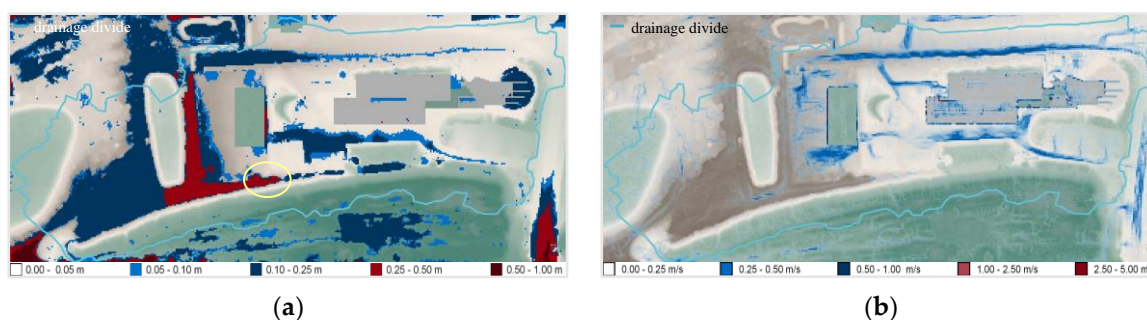 drainage divide
drainage divide
0.00 - 0.05 m 0.05 - 0.10 m 0.10 - 0.25 m 0.25 - 0.50 m 0.50 - 1.00 m
0.00 - 0.25 m/s 0.25 - 0.50 m/s 0.50 - 1.00 m/s 1.00 - 2.50 m/s 2.50 - 5.00 m/s
(a)
(b)